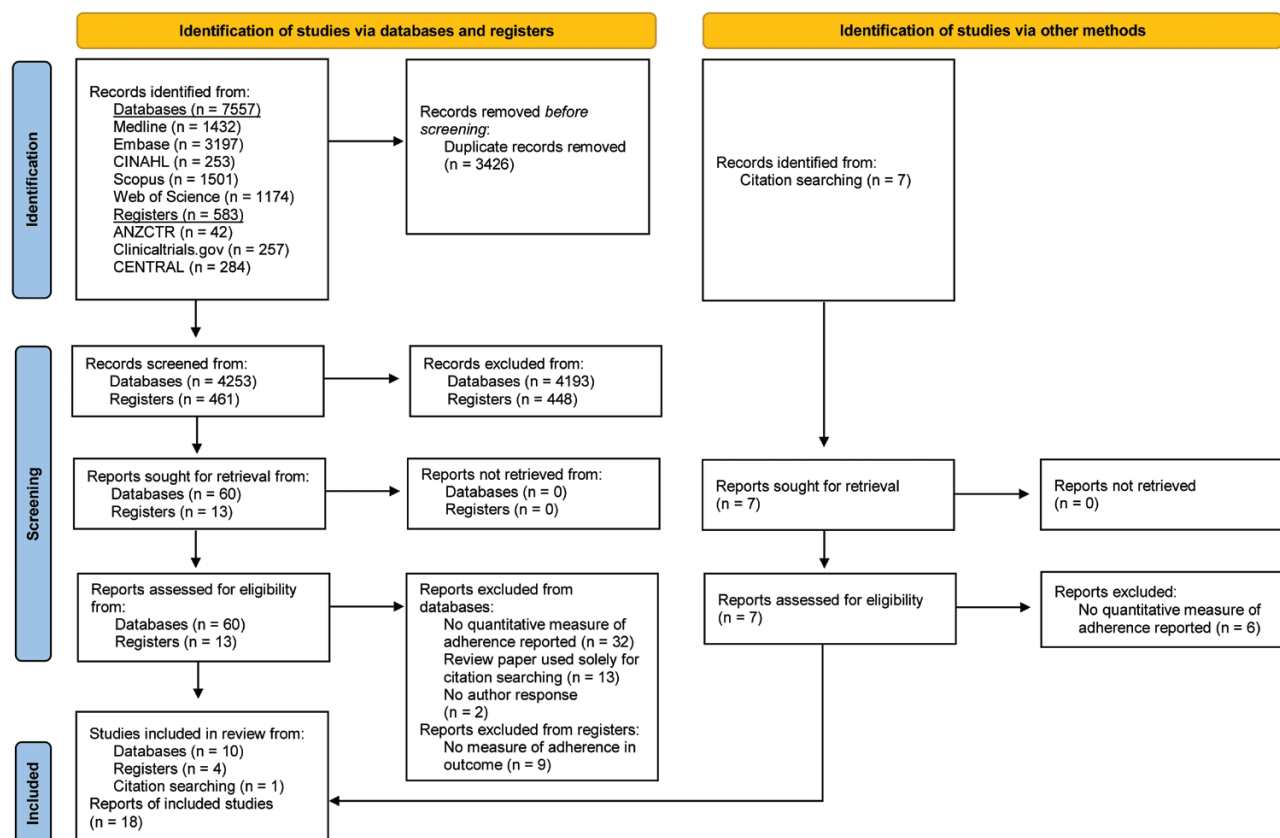 Identification of studies via databases and registers
Identification of studies via other methods
Identification
Records identified from:
Databases (n = 7557)
Medline (n = 1432)
Embase (n = 3197)
CINAHL (n = 253)
Scopus (n = 1501)
Web of Science (n = 1174)
Registers (n = 583)
ANZCTR (n = 42)
Clinicaltrials.gov (n = 257)
CENTRAL (n = 284)
Records removed before
screening:
Duplicate records removed
(n = 3426)
Records identified from:
Citation searching (n = 7)
Screening
Records screened from:
Databases (n = 4253)
Registers (n = 461)
Records excluded from:
Databases (n = 4193)
Registers (n = 448)
Reports sought for retrieval from:
Databases (n = 60)
Registers (n = 13)
Reports not retrieved from:
Databases (n = 0)
Registers (n = 0)
Reports sought for retrieval
(n = 7)
Reports not retrieved
(n = 0)
Reports assessed for eligibility
from:
Databases (n = 60)
Registers (n = 13)
Reports excluded from
databases:
No quantitative measure of
adherence reported (n = 32)
Review paper used solely for
citation searching (n = 13)
No author response
(n = 2)
Reports excluded from registers:
No measure of adherence in
outcome (n = 9)
Reports assessed for eligibility
(n = 7)
Reports excluded:
No quantitative measure of
adherence reported (n = 6)
Included
Studies included in review from:
Databases (n = 10)
Registers (n = 4)
Citation searching (n = 1)
Reports of included studies
(n = 18)